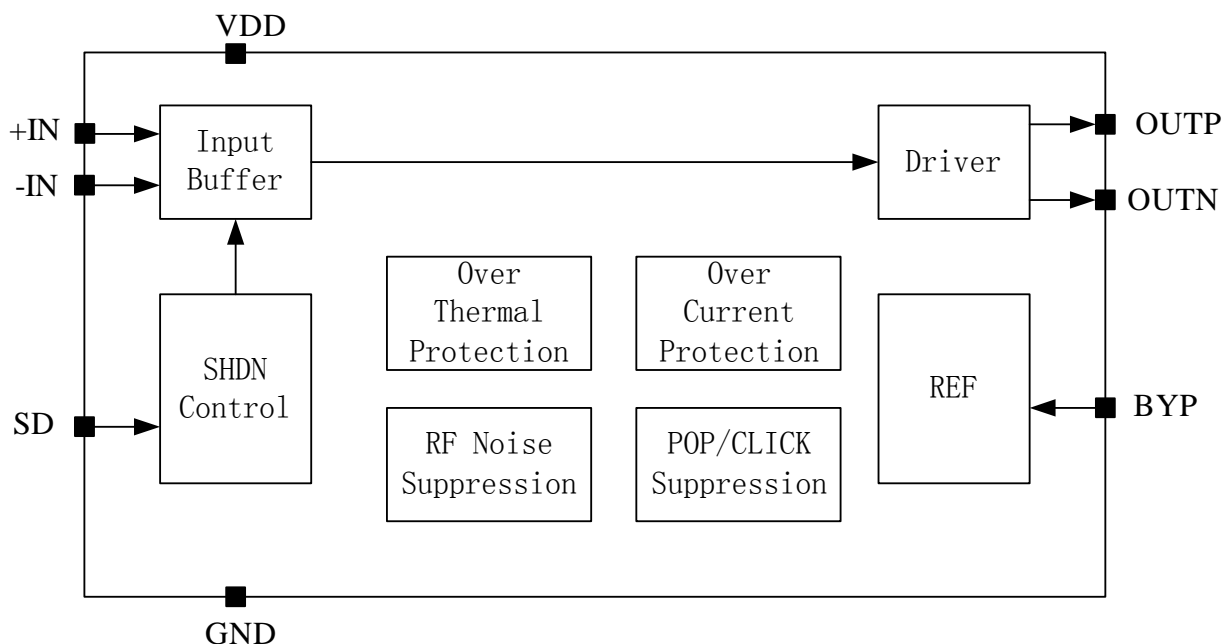 VDD
+IN
-IN
Input
Buffer
Driver
OUTP
OUTN
Over
Thermal
Protection
Over
Current
Protection
SHDN
Control
REF
SD
BYP
RF Noise
Suppression
POP/CLICK
Suppression
GND